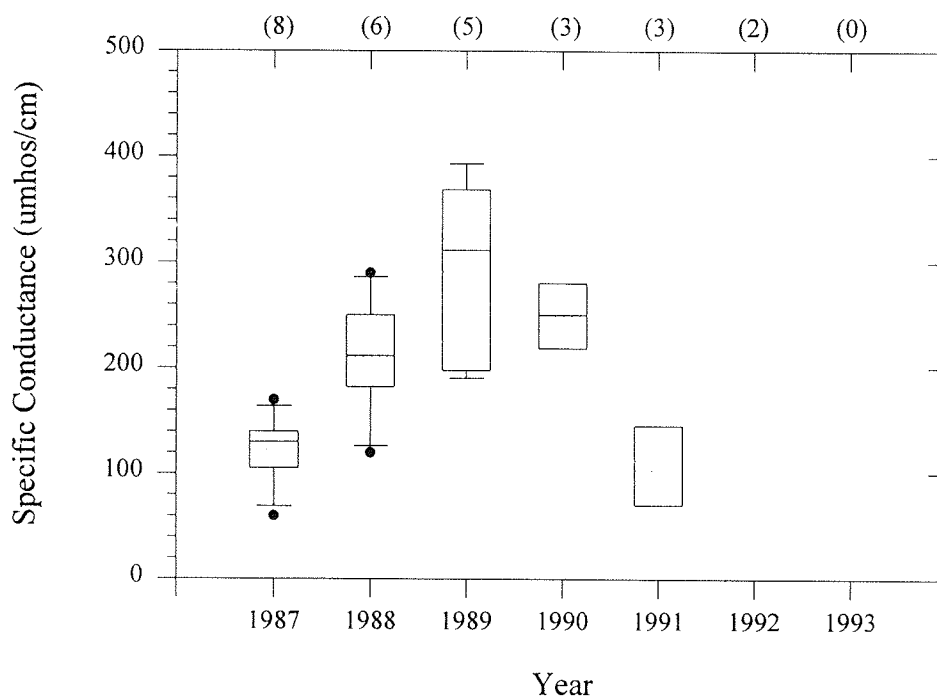 (8) (6) (5) (3) (3) (2) (0)
Specific Conductance (umhos/cm)
500
400
300
200
100
0
1987 1988 1989 1990 1991 1992 1993
Year